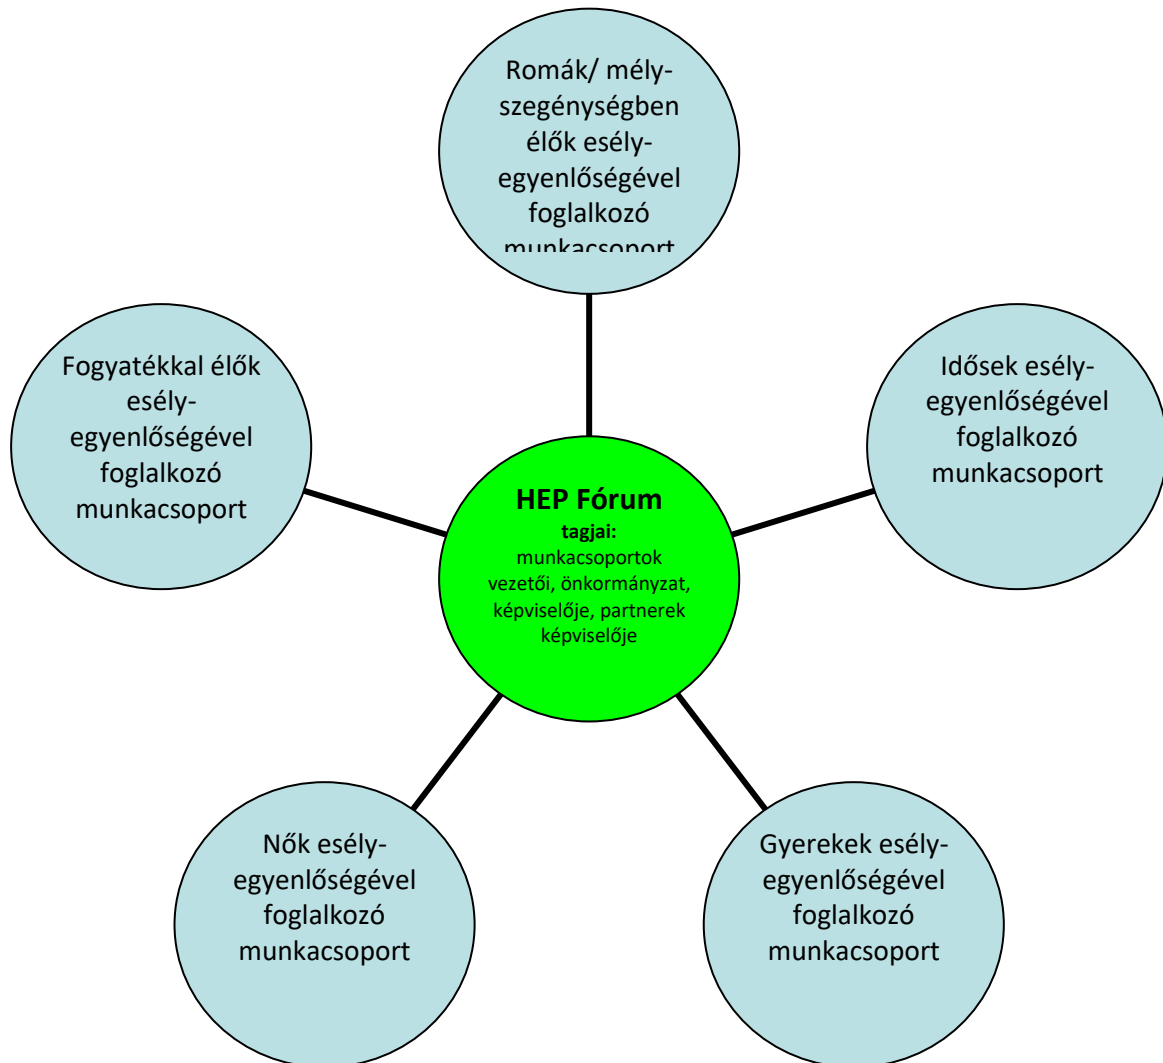 Romák/ mély-
szegénységben
élők esély-
egyenlőségével
foglalkozó
munkacsoport
Fogyatékkal élők
esély-
egyenlőségével
foglalkozó
munkacsoport
Idősek esély-
egyenlőségével
foglalkozó
munkacsoport
HEP Fórum
tagjai:
munkacsoportok
vezetői, önkormányzat,
képviselője, partnerek
képviselője
Nők esély-
egyenlőségével
foglalkozó
munkacsoport
Gyerekek esély-
egyenlőségével
foglalkozó
munkacsoport